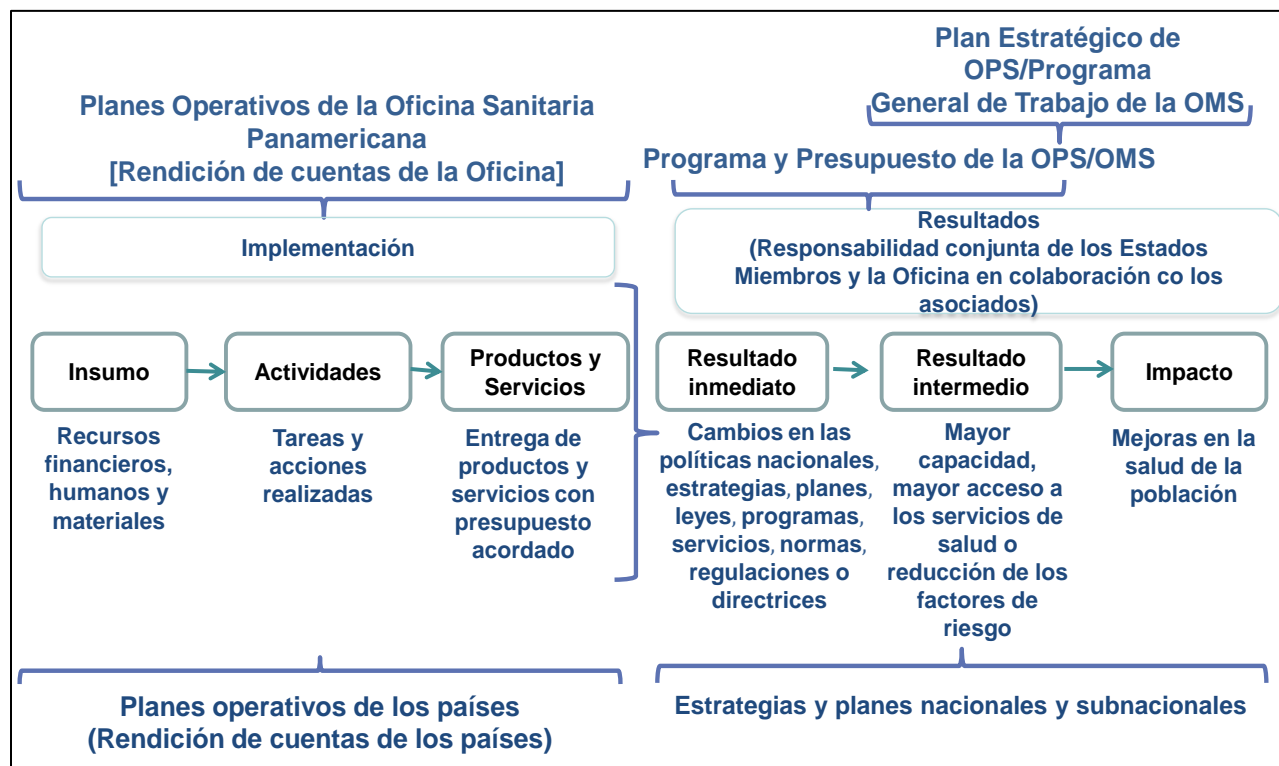 Plan Estratégico de
OPS/Programa
General de Trabajo de la OMS
Planes Operativos de la Oficina Sanitaria
Panamericana
[Rendición de cuentas de la Oficina]
Programa y Presupuesto de la OPS/OMS
Implementación
Resultados
(Responsabilidad conjunta de los Estados
Miembros y la Oficina en colaboración co los
asociados)
Insumo
Actividades
Productos y
Servicios
Resultado
inmediato
Resultado
intermedio
Impacto
Recursos
financieros,
humanos y
materiales
Tareas y
acciones
realizadas
Entrega de
productos y
servicios con
presupuesto
acordado
Cambios en las
políticas nacionales,
estrategias, planes,
leyes, programas,
servicios, normas,
regulaciones o
directrices
Mayor
capacidad,
mayor acceso a
los servicios de
salud o
reducción de los
factores de
riesgo
Mejoras en la
salud de la
población
Planes operativos de los países
(Rendición de cuentas de los países)
Estrategias y planes nacionales y subnacionales